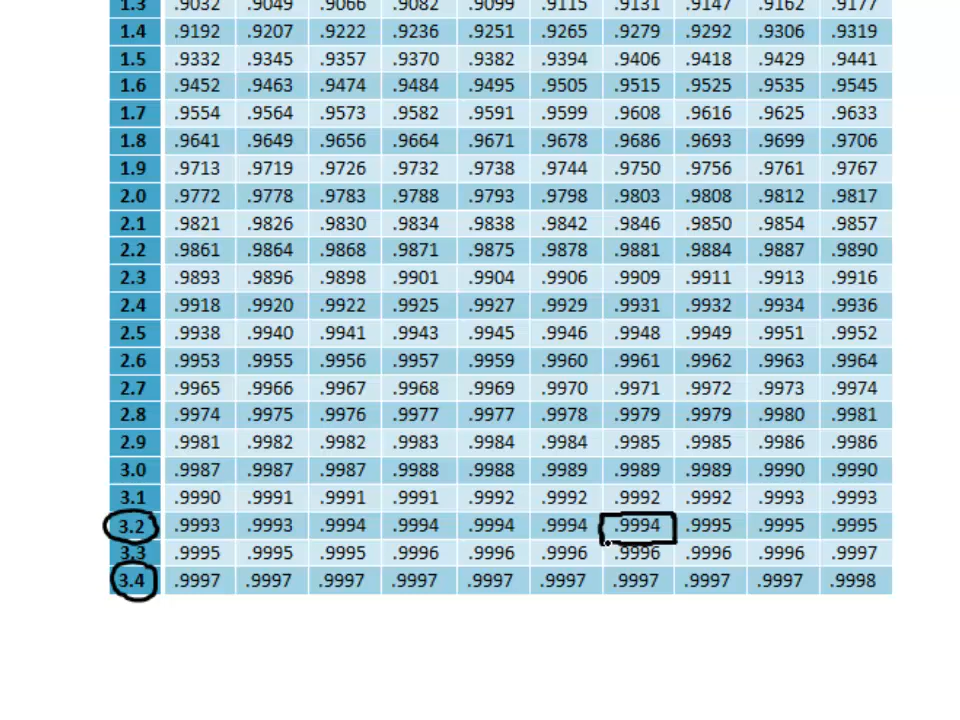 1.3 .9032 .9049 .9066 .9082 .9099 .9115 .9131 .9147 .9162 .9177
1.4 .9192 .9207 .9222 .9236 .9251 .9265 .9279 .9292 .9306 .9319
1.5 .9332 .9345 .9357 .9370 .9382 .9394 .9406 .9418 .9429 .9441
1.6 .9452 .9463 .9474 .9484 .9495 .9505 .9515 .9525 .9535 .9545
1.7 .9554 .9564 .9573 .9582 .9591 .9599 .9608 .9616 .9625 .9633
1.8 .9641 .9649 .9656 .9664 .9671 .9678 .9686 .9693 .9699 .9706
1.9 .9713 .9719 .9726 .9732 .9738 .9744 .9750 .9756 .9761 .9767
2.0 .9772 .9778 .9783 .9788 .9793 .9798 .9803 .9808 .9812 .9817
2.1 .9821 .9826 .9830 .9834 .9838 .9842 .9846 .9850 .9854 .9857
2.2 .9861 .9864 .9868 .9871 .9875 .9878 .9881 .9884 .9887 .9890
2.3 .9893 .9896 .9898 .9901 .9904 .9906 .9909 .9911 .9913 .9916
2.4 .9918 .9920 .9922 .9925 .9927 .9929 .9931 .9932 .9934 .9936
2.5 .9938 .9940 .9941 .9943 .9945 .9946 .9948 .9949 .9951 .9952
2.6 .9953 .9955 .9956 .9957 .9959 .9960 .9961 .9962 .9963 .9964
2.7 .9965 .9966 .9967 .9968 .9969 .9970 .9971 .9972 .9973 .9974
2.8 .9974 .9975 .9976 .9977 .9977 .9978 .9979 .9979 .9980 .9981
2.9 .9981 .9982 .9982 .9983 .9984 .9984 .9985 .9985 .9986 .9986
3.0 .9987 .9987 .9987 .9988 .9988 .9989 .9989 .9989 .9990 .9990
3.1 .9990 .9991 .9991 .9991 .9992 .9992 .9992 .9992 .9993 .9993
3.2 .9993 .9993 .9994 .9994 .9994 .9994 .9994 .9995 .9995 .9995
3.3 .9995 .9995 .9995 .9996 .9996 .9996 .9996 .9996 .9996 .9997
3.4 .9997 .9997 .9997 .9997 .9997 .9997 .9997 .9997 .9997 .9998